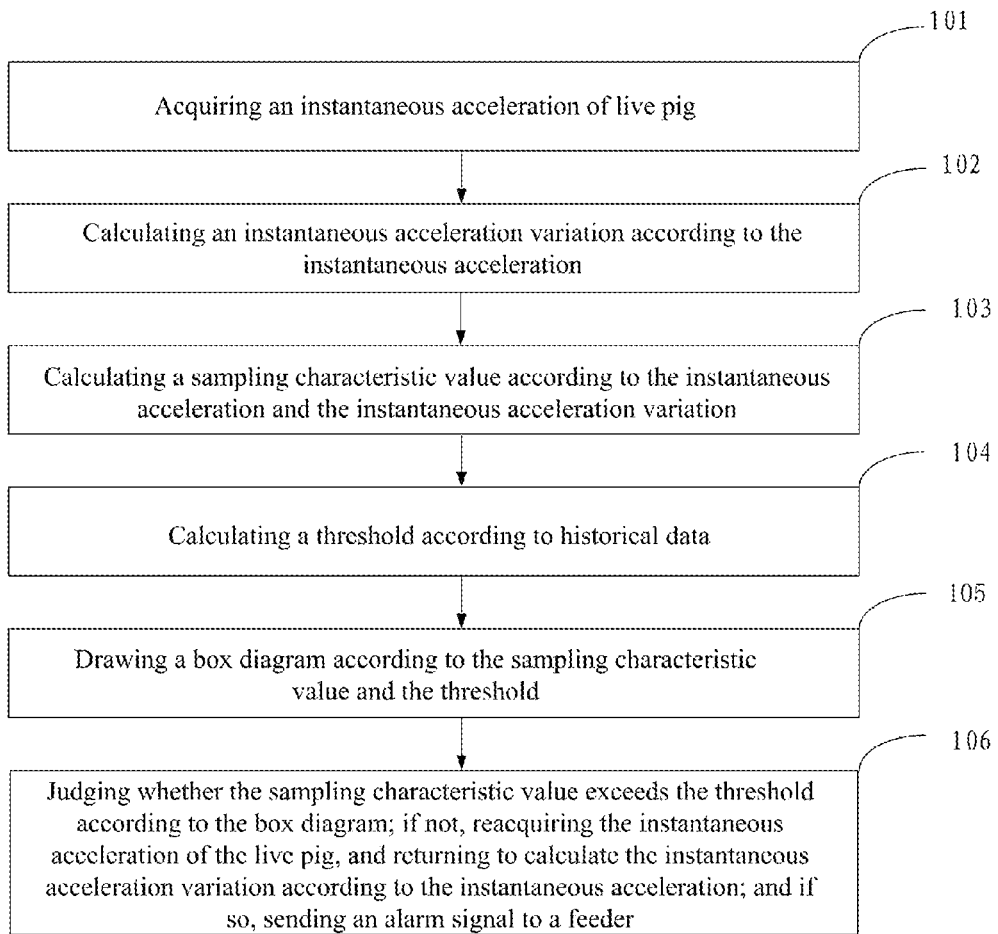 101
Acquiring an instantaneous acceleration of live pig
102
Calculating an instantaneous acceleration variation according to the
instantaneous acceleration
103
Calculating a sampling characteristic value according to the instantaneous
acceleration and the instantaneous acceleration variation
104
Calculating a threshold according to historical data
105
Drawing a box diagram according to the sampling characteristic
value and the threshold
106
Judging whether the sampling characteristic value exceeds the threshold
according to the box diagram; if not, reacquiring the instantaneous
acceleration of the live pig, and returning to calculate the instantaneous
acceleration variation according to the instantaneous acceleration; and if
so, sending an alarm signal to a feeder